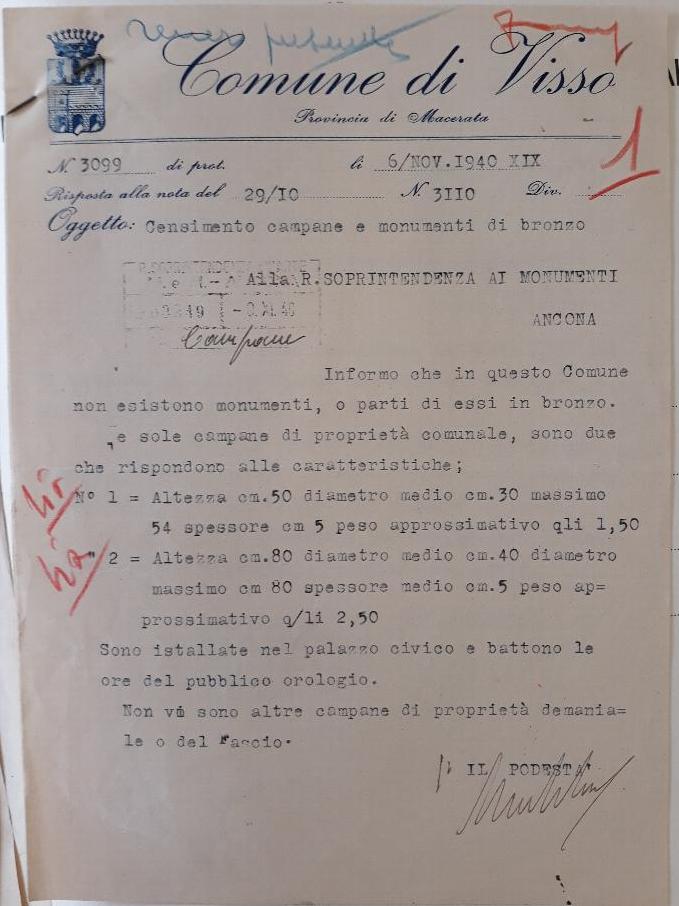 Comune di Visso
Provincia di Macerata
N. 3099 di prot. li 6/NOV.1940 XIX
1
Risposta alla nota del 29/10 N. 3110 Div.
Oggetto: Censimento campane e monumenti di bronzo
Alla R. SOPRINTENDENZA AI MONUMENTI
ANCONA
Campane
Informo che in questo Comune
non esistono monumenti, o parti di essi in bronzo.
e sole campane di proprietà comunale, sono due
che rispondono alle caratteristiche;
N° 1 = Altezza cm.50 diametro medio cm.30 massimo
54 spessore cm 5 peso approssimativo qli 1,50
" 2 = Altezza cm.80 diametro medio cm.40 diametro
massimo cm 80 spessore medio cm.5 peso ap=
prossimativo q/li 2,50
Sono istallate nel palazzo civico e battono le
ore del pubblico orologio.
Non vi sono altre campane di proprietà demania=
le o del Fascio.
IL PODESTA'